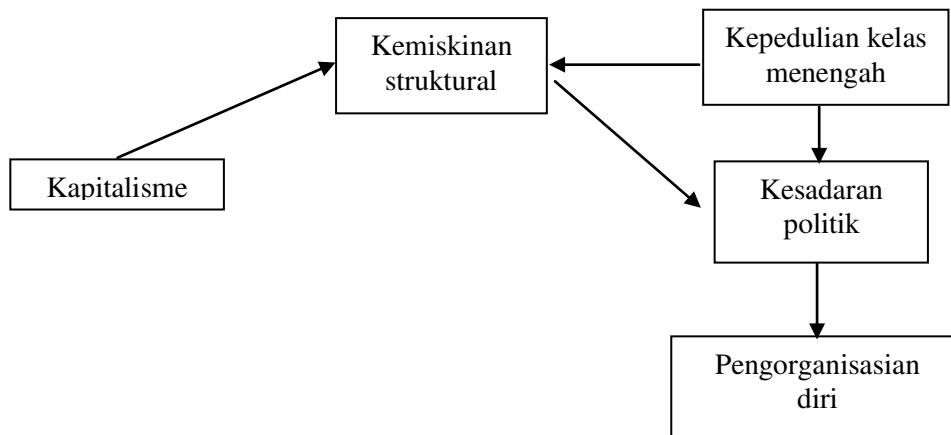 Kemiskinan
struktural
Kepedulian kelas
menengah
Kapitalisme
Kesadaran
politik
Pengorganisasian
diri